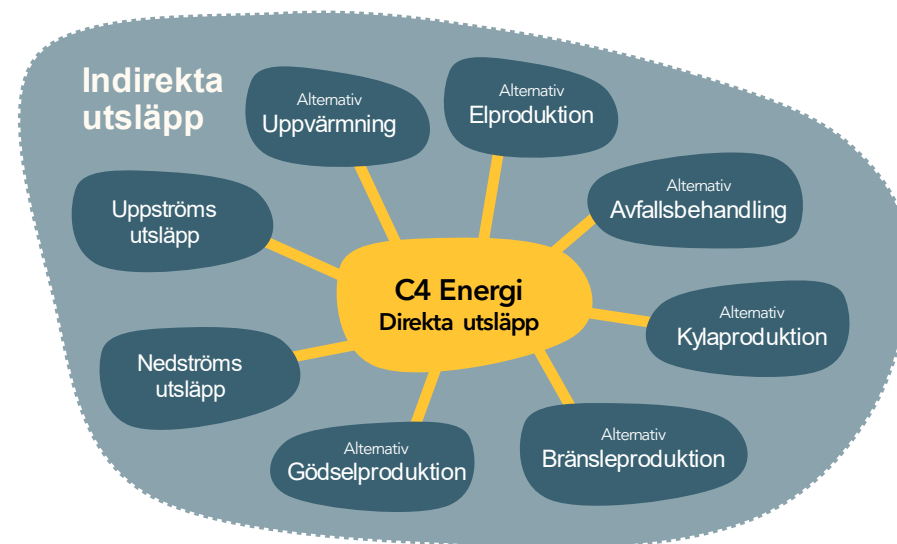 Indirekta
utsläpp
Alternativ
Uppvärmning
Alternativ
Elproduktion
Alternativ
Avfallsbehandling
Uppströms
utsläpp
C4 Energi
Direkta utsläpp
Alternativ
Kylaproduktion
Nedströms
utsläpp
Alternativ
Gödselproduktion
Alternativ
Bränsleproduktion